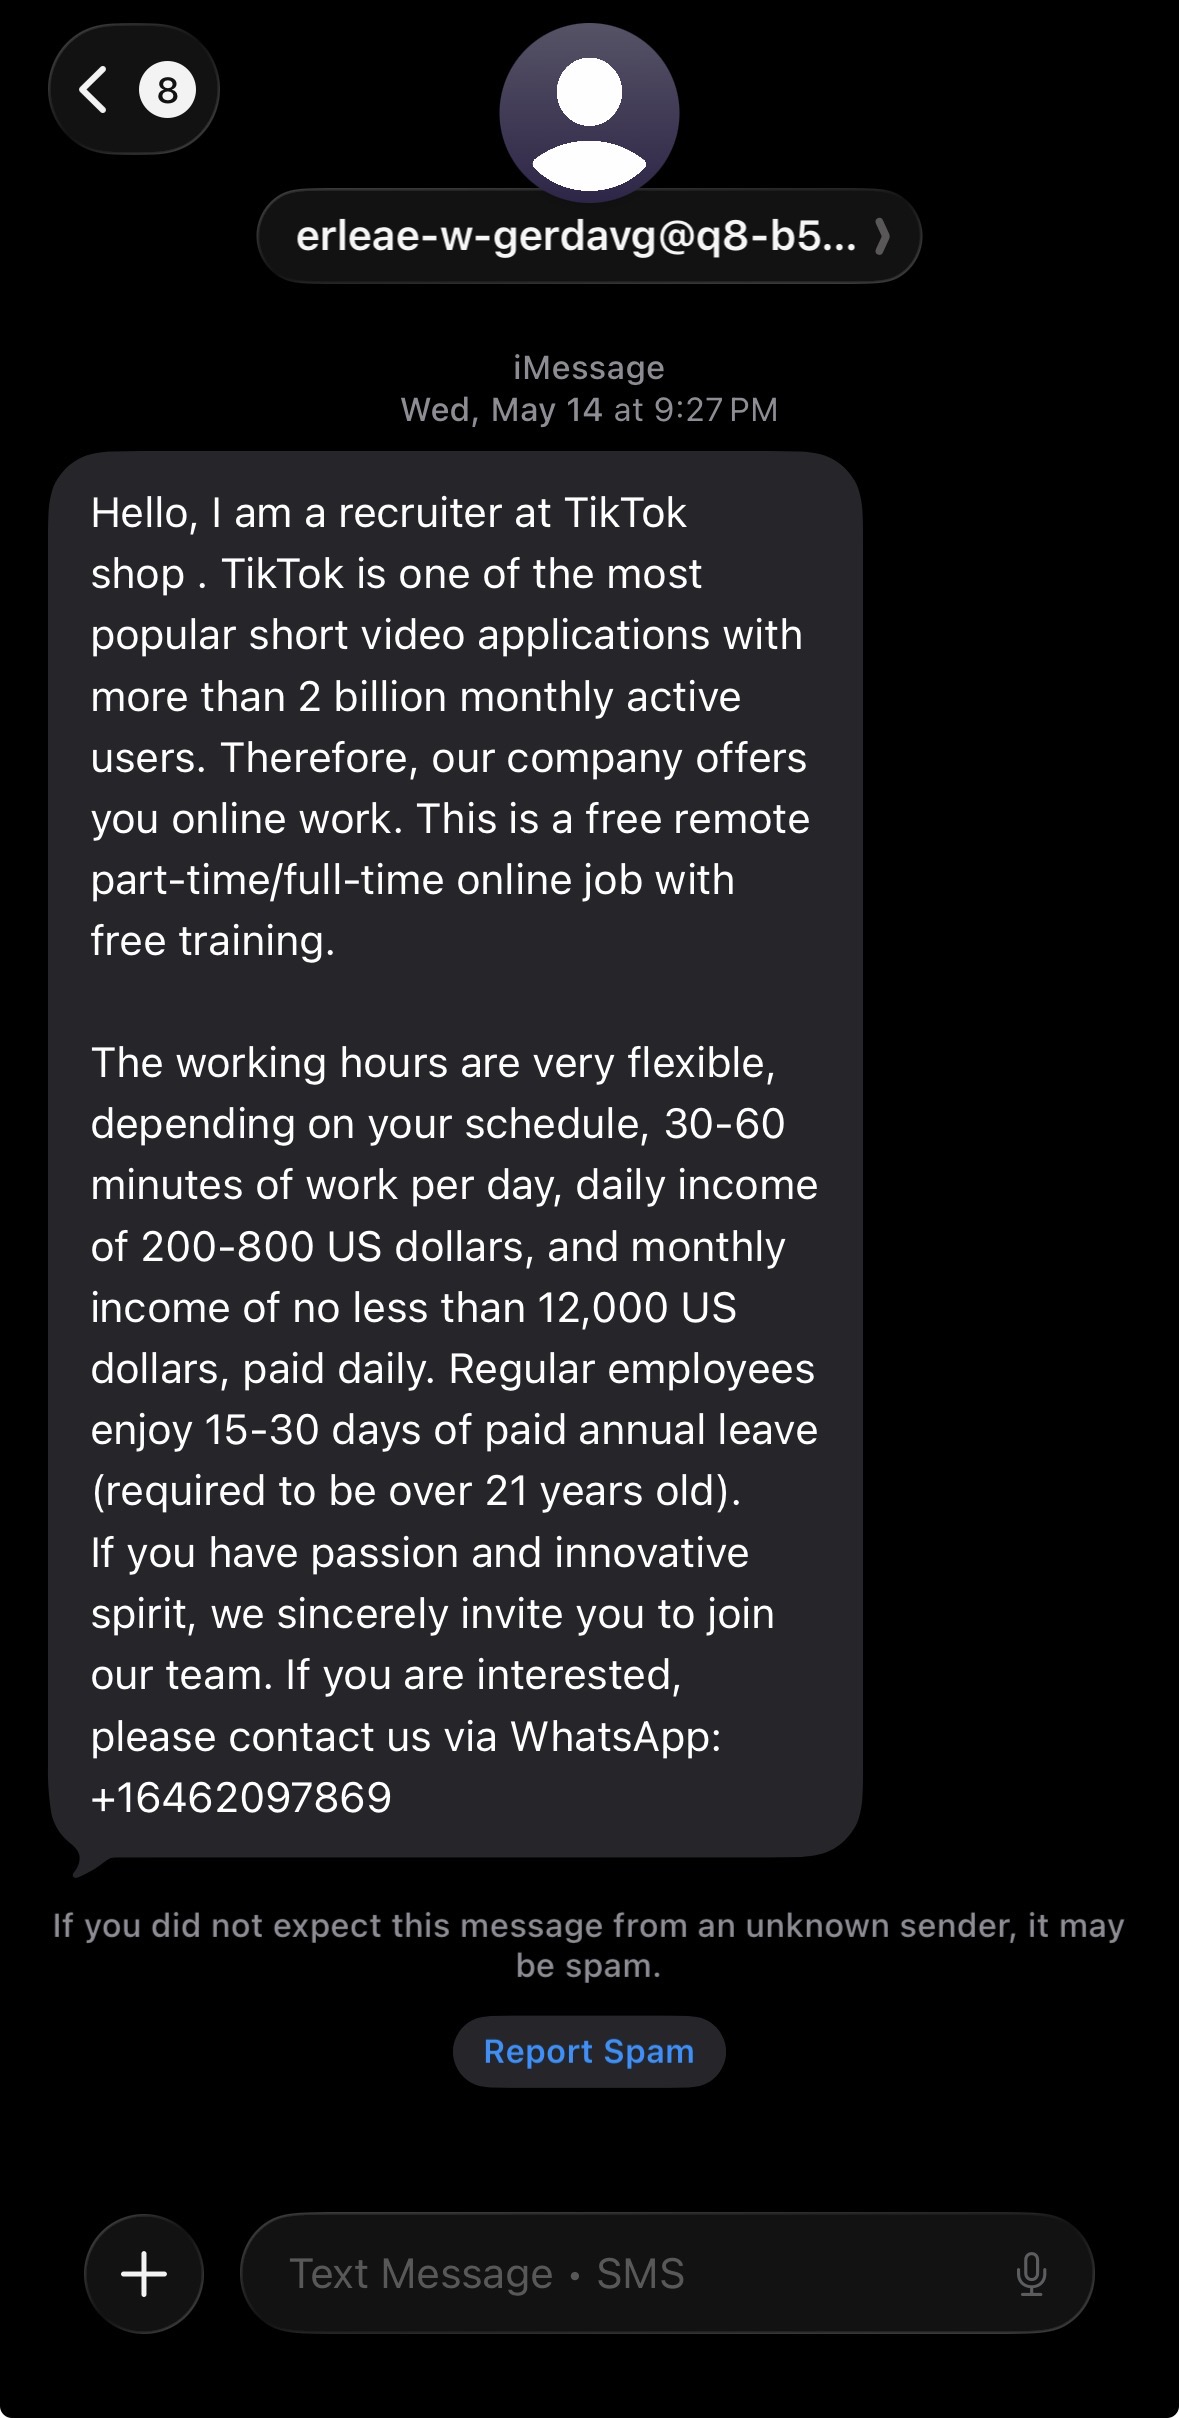 8
erleae-w-gerdavg@q8-b5...
iMessage
Wed, May 14 at 9:27 PM
Hello, I am a recruiter at TikTok
shop . TikTok is one of the most
popular short video applications with
more than 2 billion monthly active
users. Therefore, our company offers
you online work. This is a free remote
part-time/full-time online job with
free training.
The working hours are very flexible,
depending on your schedule, 30-60
minutes of work per day, daily income
of 200-800 US dollars, and monthly
income of no less than 12,000 US
dollars, paid daily. Regular employees
enjoy 15-30 days of paid annual leave
(required to be over 21 years old).
If you have passion and innovative
spirit, we sincerely invite you to join
our team. If you are interested,
please contact us via WhatsApp:
+16462097869
If you did not expect this message from an unknown sender, it may
be spam.
Report Spam
Text Message • SMS